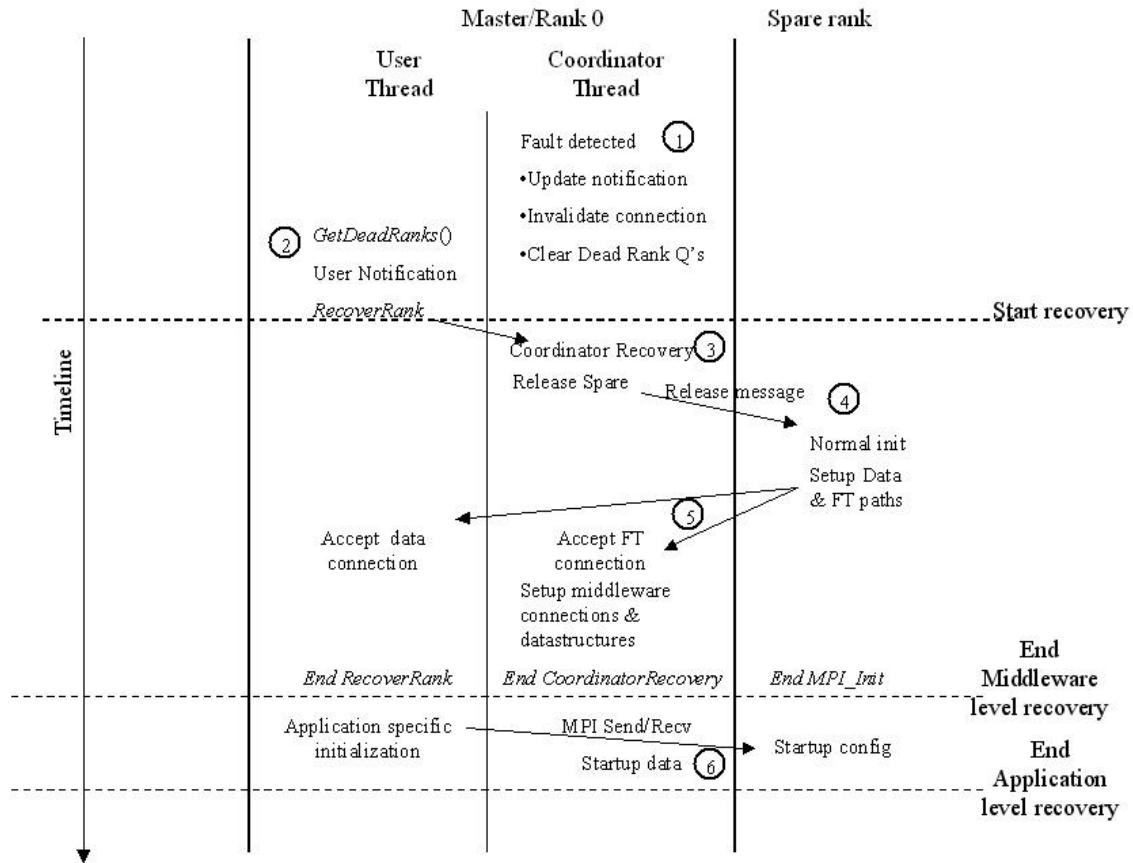 Master/Rank 0
Spare rank
User
Thread
Coordinator
Thread
Fault detected
1
•Update notification
•Invalidate connection
•Clear Dead Rank Q's
2
GetDeadRanks()
User Notification
RecoverRank
Start recovery
Timeline
Coordinator Recovery
3
Release Spare
Release message
4
Normal init
Setup Data
& FT paths
5
Accept data
connection
Accept FT
connection
Setup middleware
connections &
datastructures
End RecoverRank
End CoordinatorRecovery
End MPI_Init
End
Middleware
level recovery
Application specific
initialization
MPI Send/Recv
Startup data
6
Startup config
End
Application
level recovery